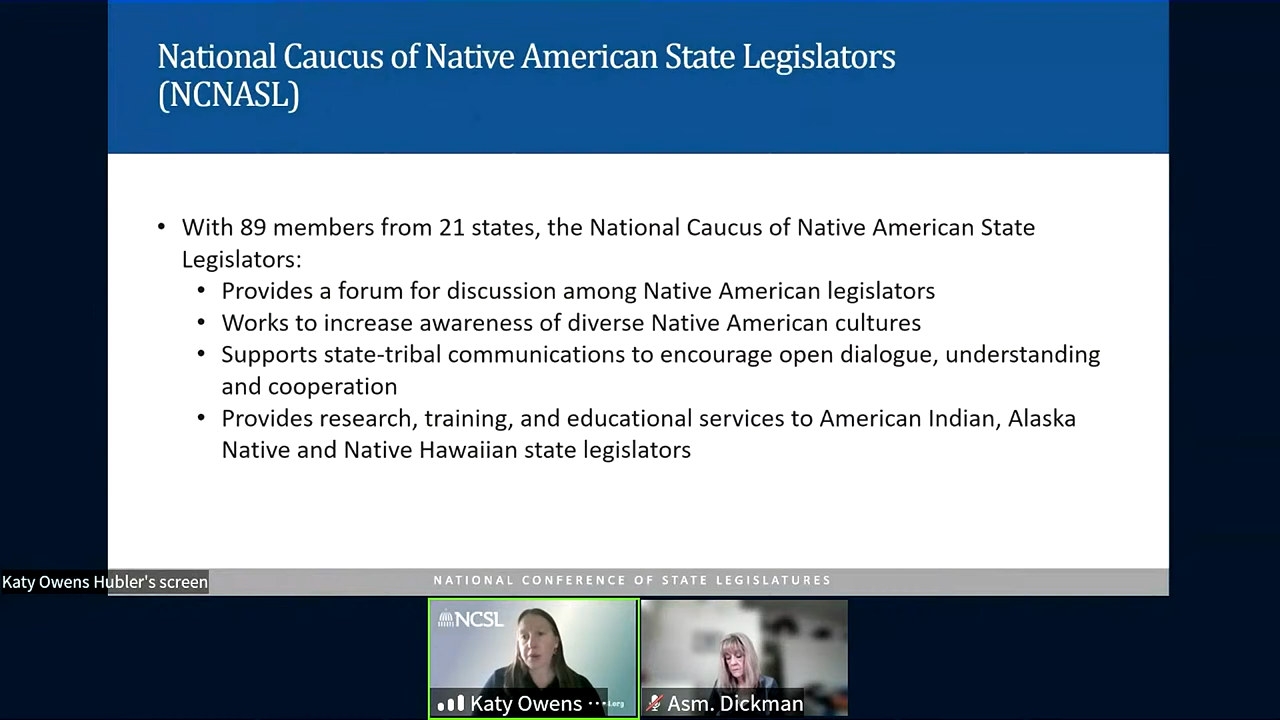 National Caucus of Native American State Legislators
(NCNASL)
• With 89 members from 21 states, the National Caucus of Native American State
Legislators:
• Provides a forum for discussion among Native American legislators
• Works to increase awareness of diverse Native American cultures
• Supports state-tribal communications to encourage open dialogue, understanding
and cooperation
• Provides research, training, and educational services to American Indian, Alaska
Native and Native Hawaiian state legislators
Katy Owens Hubler's screen
NATIONAL CONFERENCE OF STATE LEGISLATURES
NCSL
Katy Owens ···
Asm. Dickman